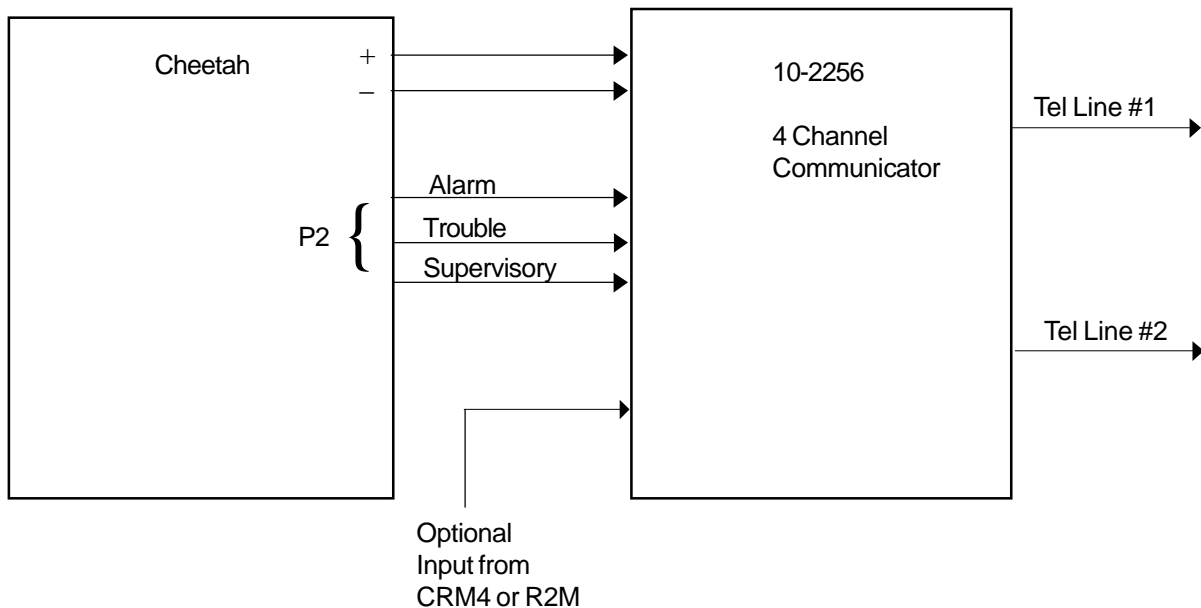 Cheetah
+
−
10-2256
4 Channel
Communicator
Tel Line #1
Alarm
P2 {
Trouble
Supervisory
Tel Line #2
Optional
Input from
CRM4 or R2M